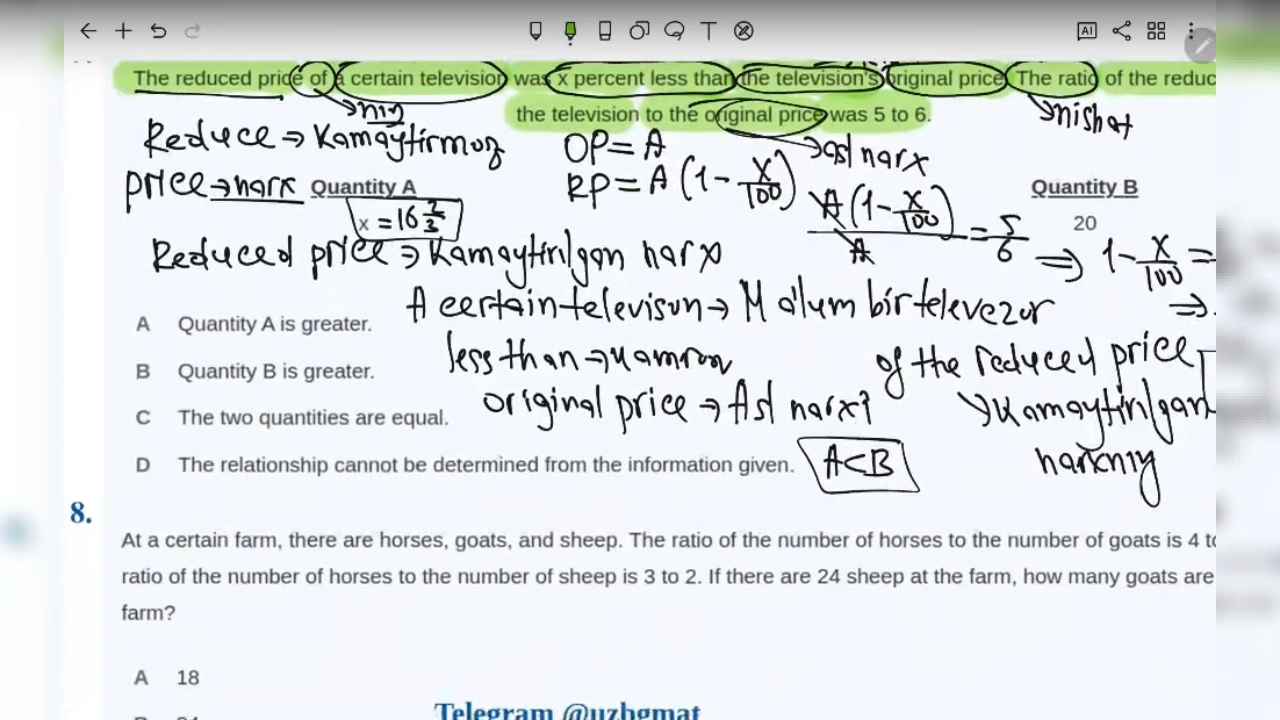 The reduced price of a certain television was x percent less than the television's original price. The ratio of the reduc
the television to the original price was 5 to 6.
ning
nishat
Reduce ⇒ Kamaytirmoq
OP = A
asl narx
price → narx
Quantity A
RP = A (1 - x/100)
A(1 - x/100)/A = 5/6 ⇒ 1 - x/100 =
Quantity B
x = 16 2/3
20
Reduced price ⇒ Kamaytirilgan narx
⇒
A certain televison → Ma'lum bir televezor
A Quantity A is greater.
less than →
of the reduced price
B Quantity B is greater.
original price → Asl narx
→ Kamaytirilgan
C The two quantities are equal.
D The relationship cannot be determined from the information given.
A<B
8.
At a certain farm, there are horses, goats, and sheep. The ratio of the number of horses to the number of goats is 4 to
ratio of the number of horses to the number of sheep is 3 to 2. If there are 24 sheep at the farm, how many goats are
farm?
A 18
Telegram @uzbgmat